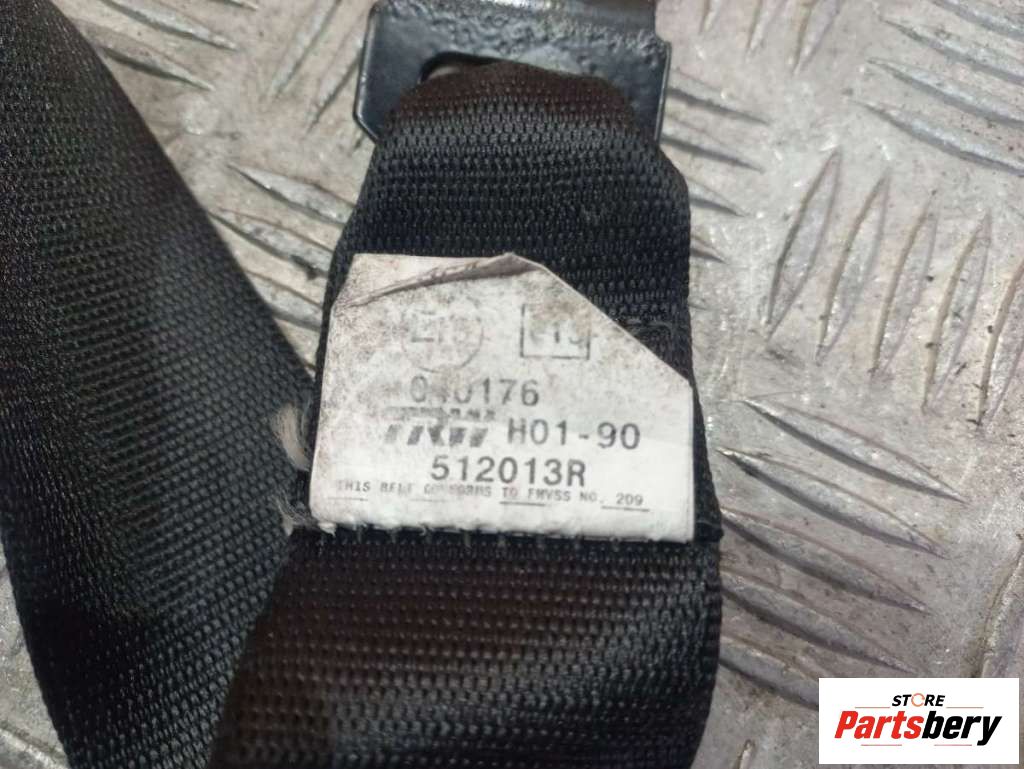 040176
TRW H01-90
512013R
THIS BELT CONFORMS TO FMVSS NO. 209
STORE
Partsbery